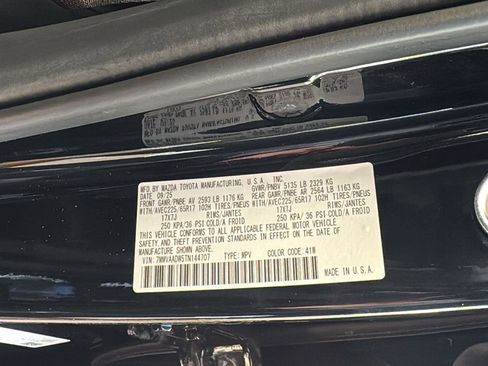 MFD. BY MAZDA TOYOTA MANUFACTURING, U.S.A., INC.
DATE: 09/25 GVWR/PNBV 5135 LB 2329 KG
FRONT GAWR/PNBE AV 2593 LB 1176 KG REAR GAWR/PNBE AR 2564 LB 1163 KG
WITH/AVEC225/65R17 102H TIRES/PNEUS WITH/AVEC225/65R17 102H TIRES/PNEUS
17X7J RIMS/JANTES 17X7J RIMS/JANTES
250 KPA/36 PSI COLD/A FROID 250 KPA/36 PSI COLD/A FROID
THIS VEHICLE CONFORMS TO ALL APPLICABLE FEDERAL MOTOR
VEHICLE SAFETY STANDARDS IN EFFECT ON THE DATE OF
MANUFACTURE SHOWN ABOVE.
VIN: 7MMVAADW5TN144707 TYPE: MPV COLOR CODE: 41W
MADE IN U.S.A.